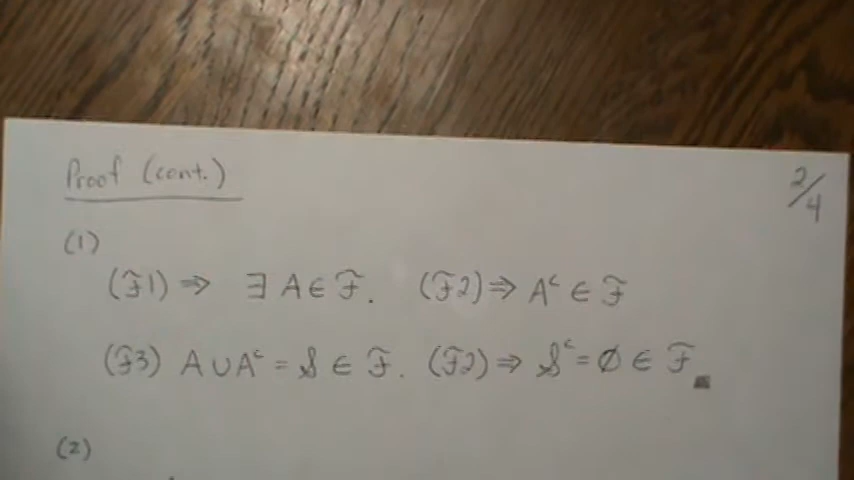 Proof (cont.)
2/4
(1)
(ℱ1) ⇒ ∃ A ∈ ℱ. (ℱ2) ⇒ Aᶜ ∈ ℱ
(ℱ3) A ∪ Aᶜ = 𝒮 ∈ ℱ. (ℱ2) ⇒ 𝒮ᶜ = ∅ ∈ ℱ ■
(2)